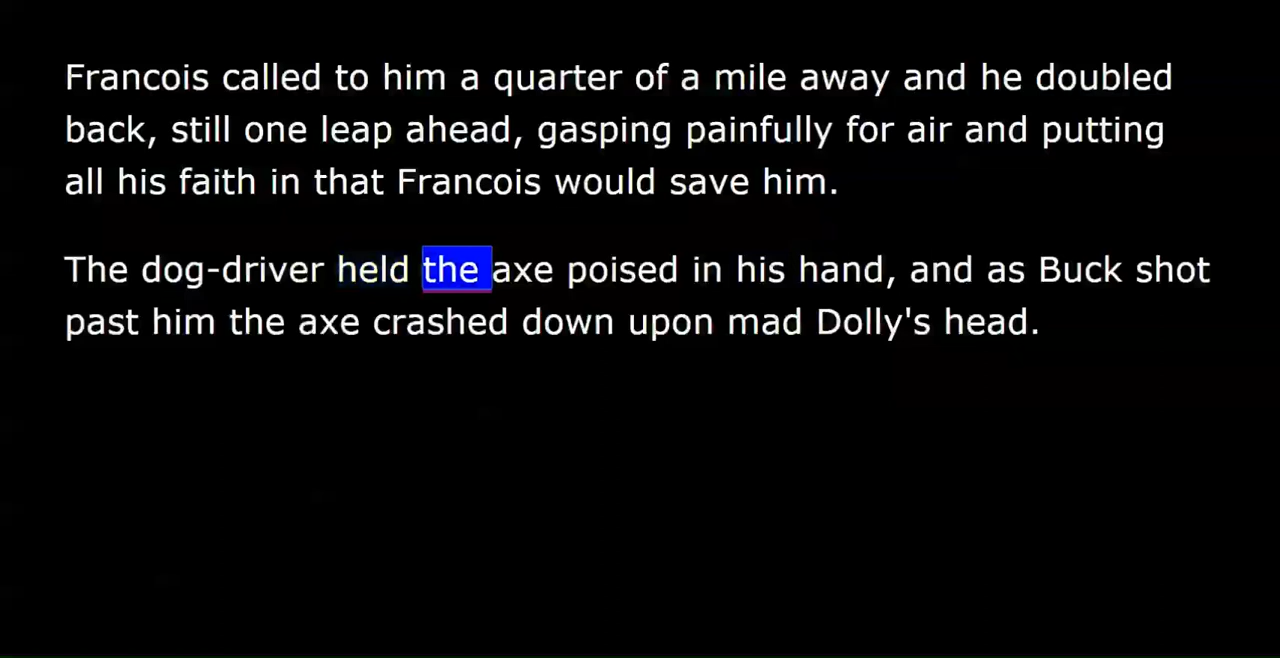 Francois called to him a quarter of a mile away and he doubled
back, still one leap ahead, gasping painfully for air and putting
all his faith in that Francois would save him.
The dog-driver held the axe poised in his hand, and as Buck shot
past him the axe crashed down upon mad Dolly's head.